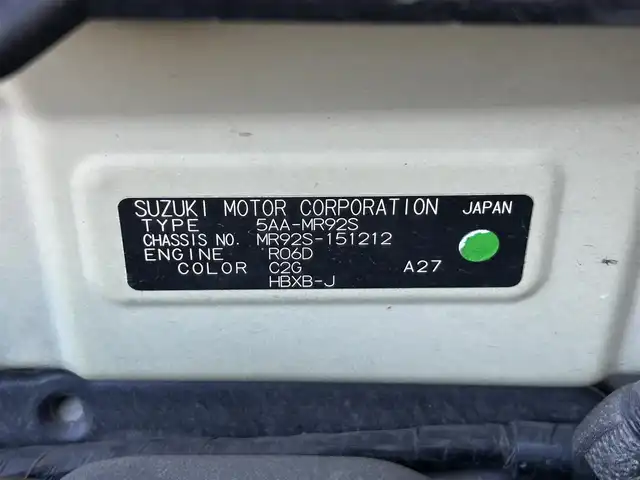 SUZUKI MOTOR CORPORATION JAPAN
TYPE 5AA-MR92S
CHASSIS NO. MR92S-151212
ENGINE R06D
COLOR C2G A27
HBXB-J